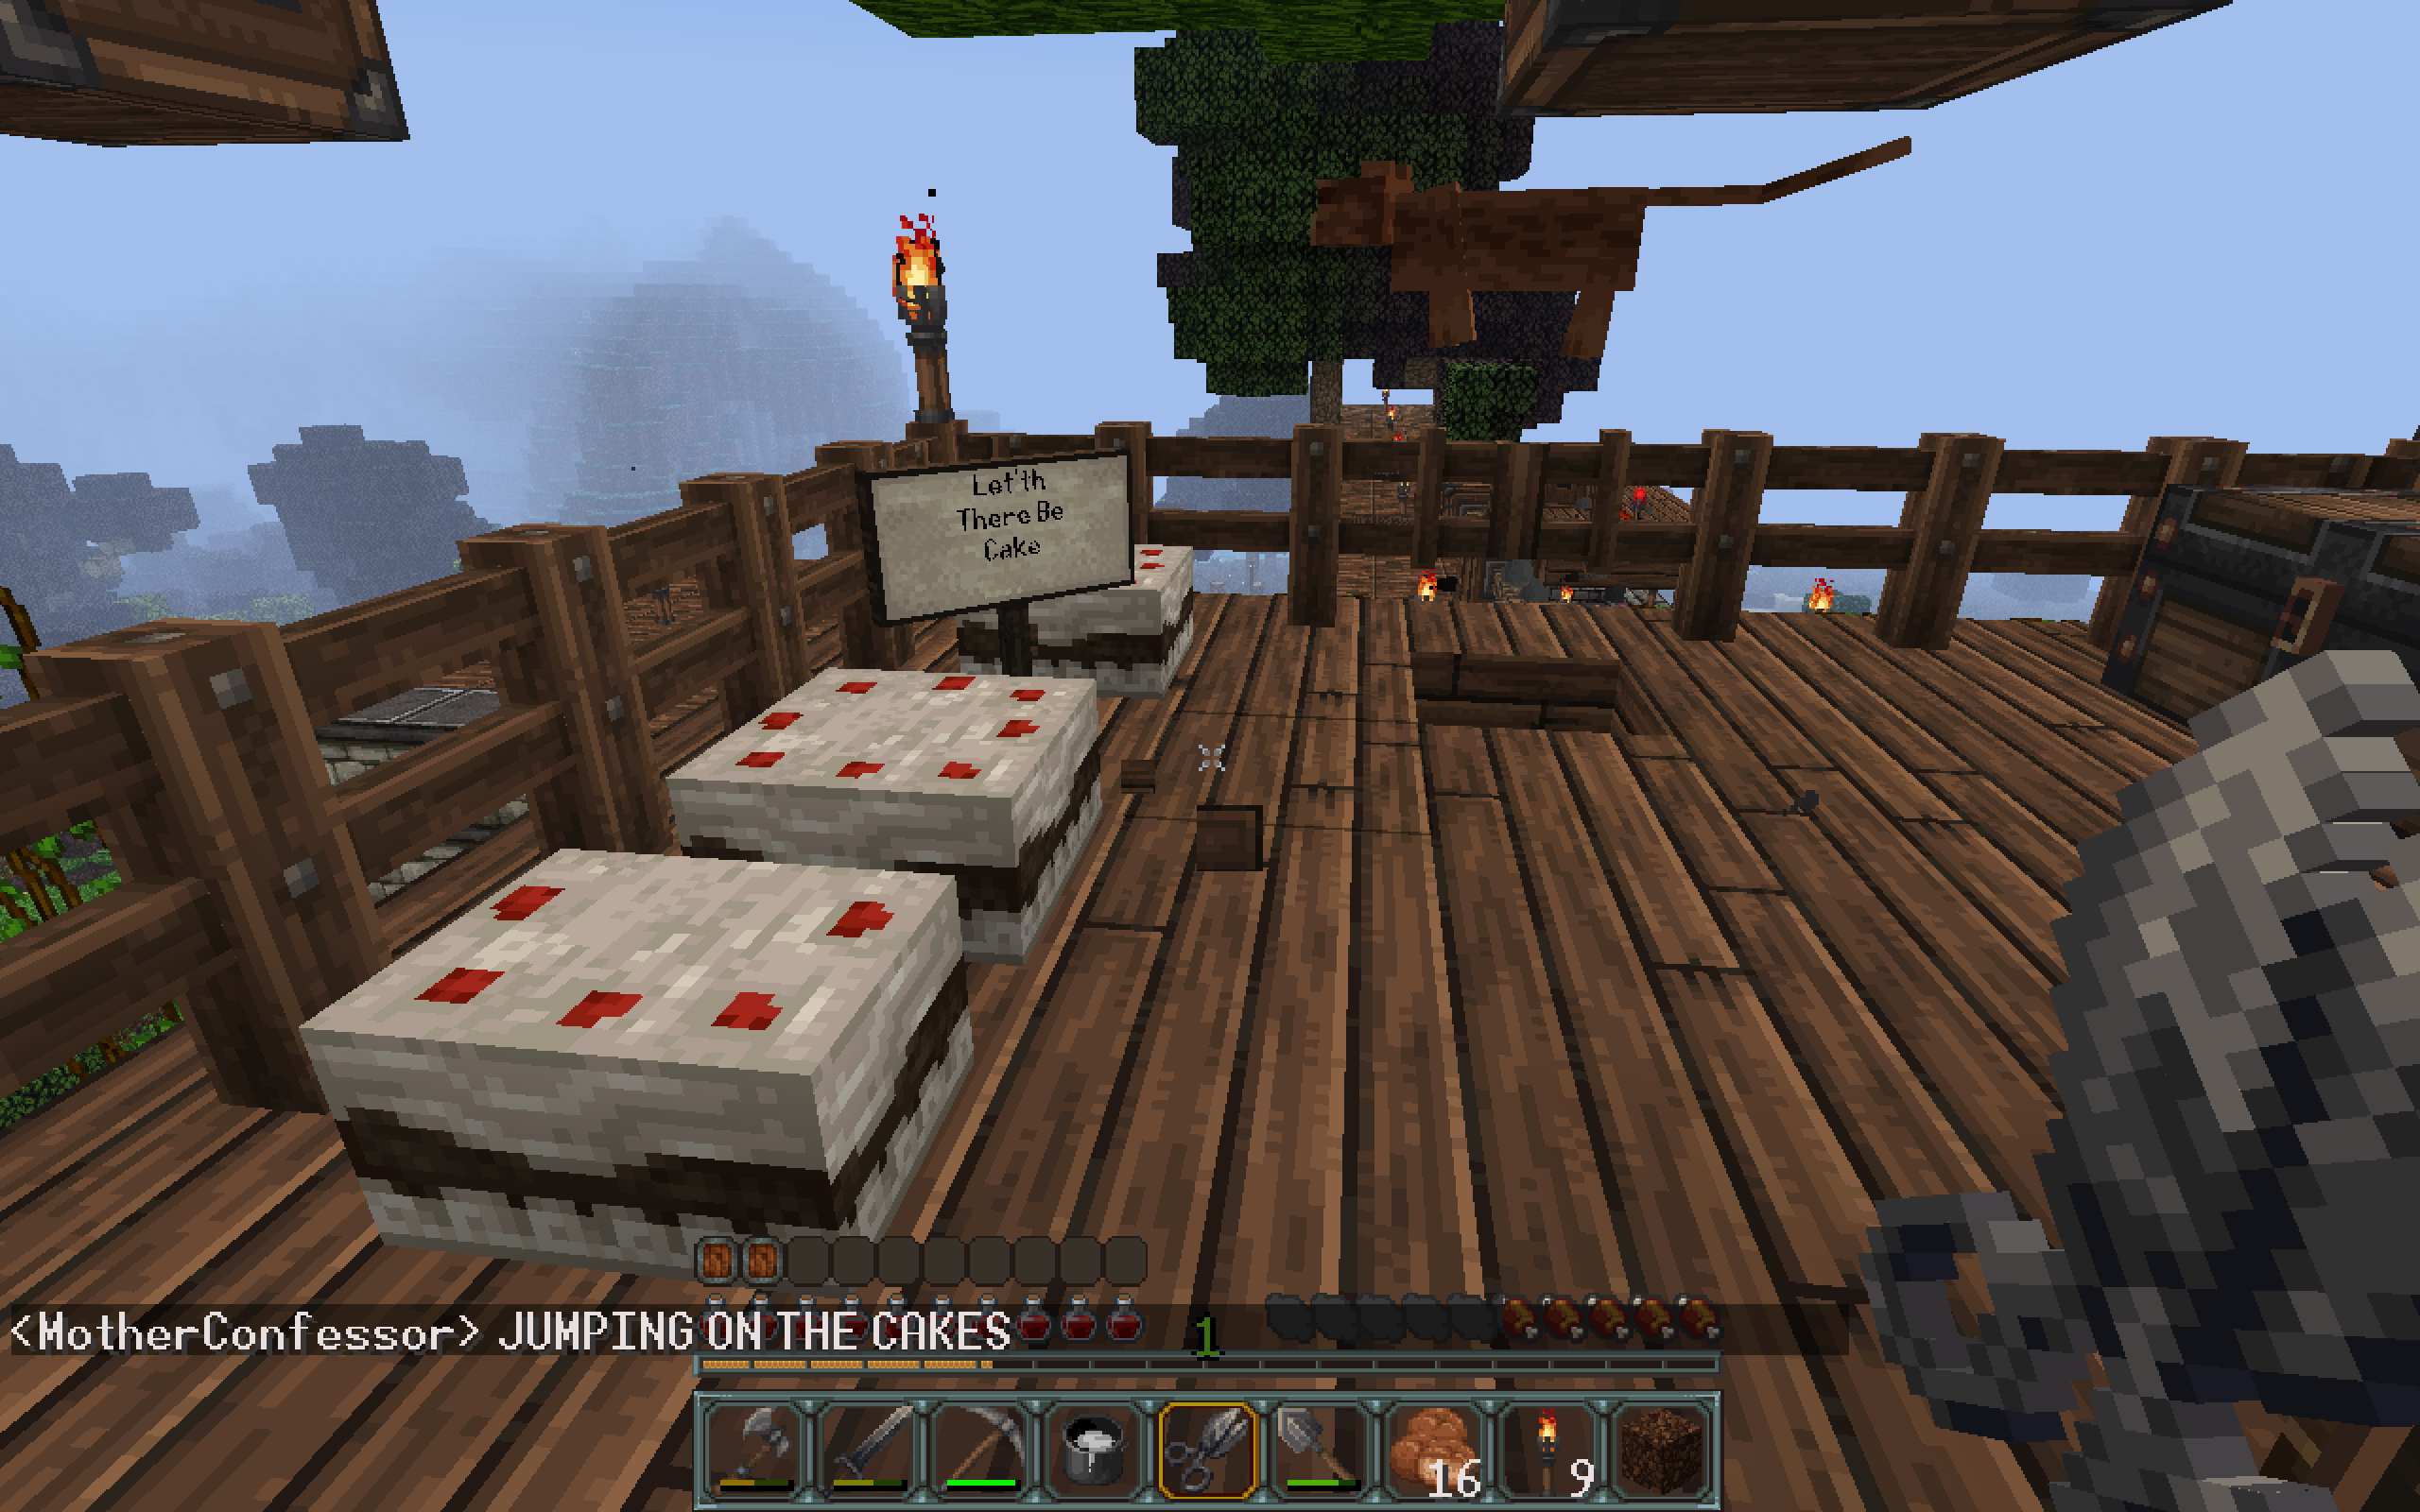 Let'th
There Be
Cake
<MotherConfessor> JUMPING ON THE CAKES
1
16
9